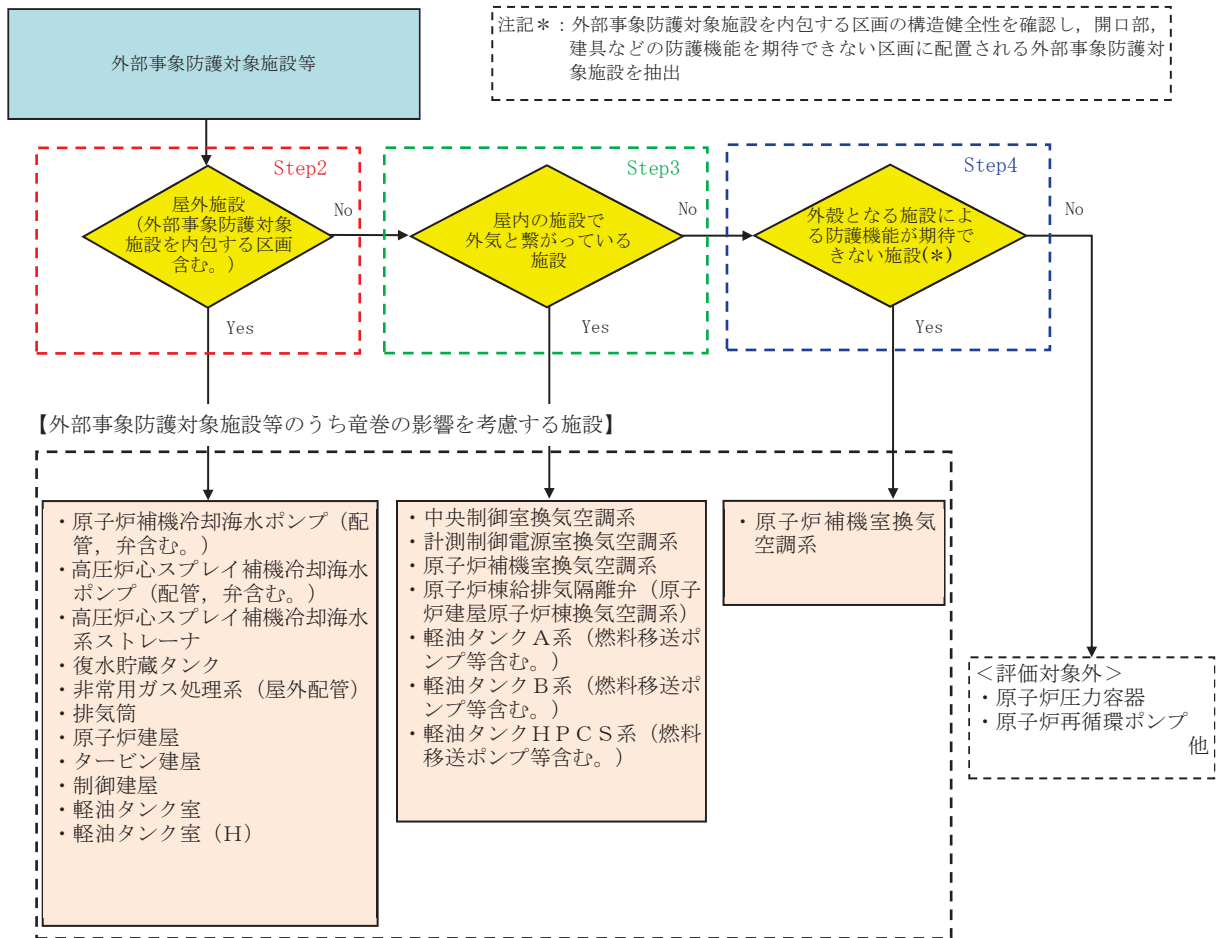 外部事象防護対象施設等
注記＊：外部事象防護対象施設を内包する区画の構造健全性を確認し，開口部，
建具などの防護機能を期待できない区画に配置される外部事象防護対
象施設を抽出
Step2
屋外施設
(外部事象防護対象
施設を内包する区画
含む。)
No
Yes
Step3
屋内の施設で
外気と繋がっている
施設
No
Yes
Step4
外殻となる施設によ
る防護機能が期待で
きない施設(＊)
No
Yes
【外部事象防護対象施設等のうち竜巻の影響を考慮する施設】
・原子炉補機冷却海水ポンプ（配
管，弁含む。）
・高圧炉心スプレイ補機冷却海水
ポンプ（配管，弁含む。）
・高圧炉心スプレイ補機冷却海水
系ストレーナ
・復水貯蔵タンク
・非常用ガス処理系（屋外配管）
・排気筒
・原子炉建屋
・タービン建屋
・制御建屋
・軽油タンク室
・軽油タンク室（H）
・中央制御室換気空調系
・計測制御電源室換気空調系
・原子炉補機室換気空調系
・原子炉棟給排気隔離弁（原子
炉建屋原子炉棟換気空調系）
・軽油タンクＡ系（燃料移送ポ
ンプ等含む。）
・軽油タンクＢ系（燃料移送ポ
ンプ等含む。）
・軽油タンクＨＰＣＳ系（燃料
移送ポンプ等含む。）
・原子炉補機室換気
空調系
＜評価対象外＞
・原子炉圧力容器
・原子炉再循環ポンプ
他